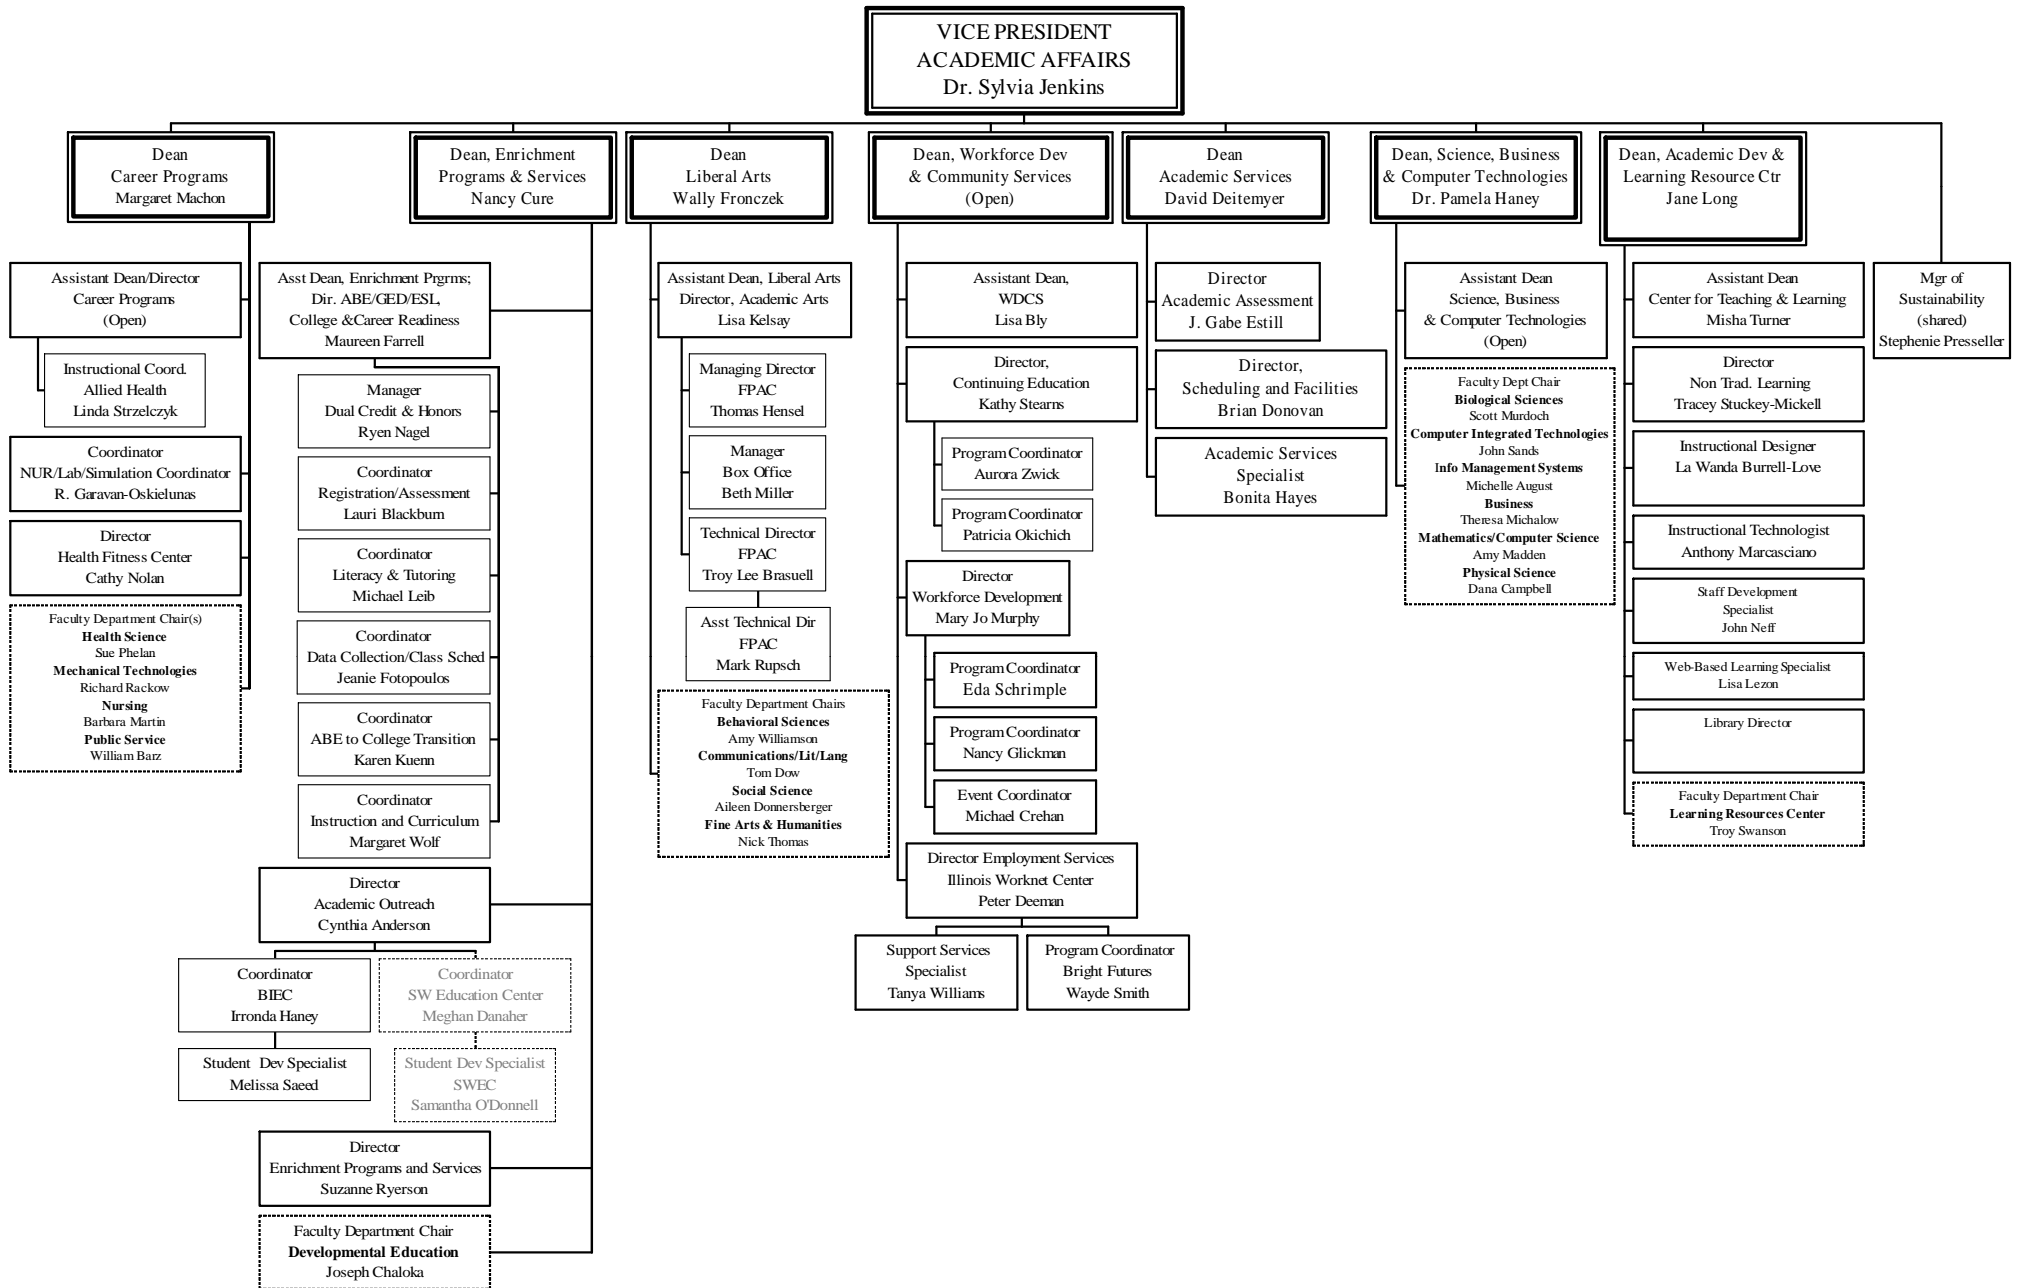 VICE PRESIDENT
ACADEMIC AFFAIRS
Dr. Sylvia Jenkins
Dean
Career Programs
Margaret Machon
Dean, Enrichment
Programs & Services
Nancy Cure
Dean
Liberal Arts
Wally Fronczek
Dean, Workforce Dev
& Community Services
(Open)
Dean
Academic Services
David Deitemyer
Dean, Science, Business
& Computer Technologies
Dr. Pamela Haney
Dean, Academic Dev &
Learning Resource Ctr
Jane Long
Assistant Dean/Director
Career Programs
(Open)
Instructional Coord.
Allied Health
Linda Strzelczyk
Coordinator
NUR/Lab/Simulation Coordinator
R. Garavan-Oskielunas
Director
Health Fitness Center
Cathy Nolan
Faculty Department Chair(s)
Health Science
Sue Phelan
Mechanical Technologies
Richard Rackow
Nursing
Barbara Martin
Public Service
William Barz
Asst Dean, Enrichment Prgrms;
Dir. ABE/GED/ESL,
College &Career Readiness
Maureen Farrell
Manager
Dual Credit & Honors
Ryen Nagel
Coordinator
Registration/Assessment
Lauri Blackburn
Coordinator
Literacy & Tutoring
Michael Leib
Coordinator
Data Collection/Class Sched
Jeanie Fotopoulos
Coordinator
ABE to College Transition
Karen Kuenn
Coordinator
Instruction and Curriculum
Margaret Wolf
Director
Academic Outreach
Cynthia Anderson
Coordinator
BIEC
Irronda Haney
Coordinator
SW Education Center
Meghan Danaher
Student Dev Specialist
Melissa Saeed
Student Dev Specialist
SWEC
Samantha O'Donnell
Director
Enrichment Programs and Services
Suzanne Ryerson
Faculty Department Chair
Developmental Education
Joseph Chaloka
Assistant Dean, Liberal Arts
Director, Academic Arts
Lisa Kelsay
Managing Director
FPAC
Thomas Hensel
Manager
Box Office
Beth Miller
Technical Director
FPAC
Troy Lee Brasuell
Asst Technical Dir
FPAC
Mark Rupsch
Faculty Department Chairs
Behavioral Sciences
Amy Williamson
Communications/Lit/Lang
Tom Dow
Social Science
Aileen Donnersberger
Fine Arts & Humanities
Nick Thomas
Assistant Dean,
WDCS
Lisa Bly
Director,
Continuing Education
Kathy Stearns
Program Coordinator
Aurora Zwick
Program Coordinator
Patricia Okichich
Director
Workforce Development
Mary Jo Murphy
Program Coordinator
Eda Schrimple
Program Coordinator
Nancy Glickman
Event Coordinator
Michael Crehan
Director Employment Services
Illinois Worknet Center
Peter Deeman
Support Services
Specialist
Tanya Williams
Program Coordinator
Bright Futures
Wayde Smith
Director
Academic Assessment
J. Gabe Estill
Director,
Scheduling and Facilities
Brian Donovan
Academic Services
Specialist
Bonita Hayes
Assistant Dean
Science, Business
& Computer Technologies
(Open)
Faculty Dept Chair
Biological Sciences
Scott Murdoch
Computer Integrated Technologies
John Sands
Info Management Systems
Michelle August
Business
Theresa Michalow
Mathematics/Computer Science
Amy Madden
Physical Science
Dana Campbell
Assistant Dean
Center for Teaching & Learning
Misha Turner
Director
Non Trad. Learning
Tracey Stuckey-Mickell
Instructional Designer
La Wanda Burrell-Love
Instructional Technologist
Anthony Marcasciano
Staff Development
Specialist
John Neff
Web-Based Learning Specialist
Lisa Lezon
Library Director
Faculty Department Chair
Learning Resources Center
Troy Swanson
Mgr of
Sustainability
(shared)
Stephenie Presseller